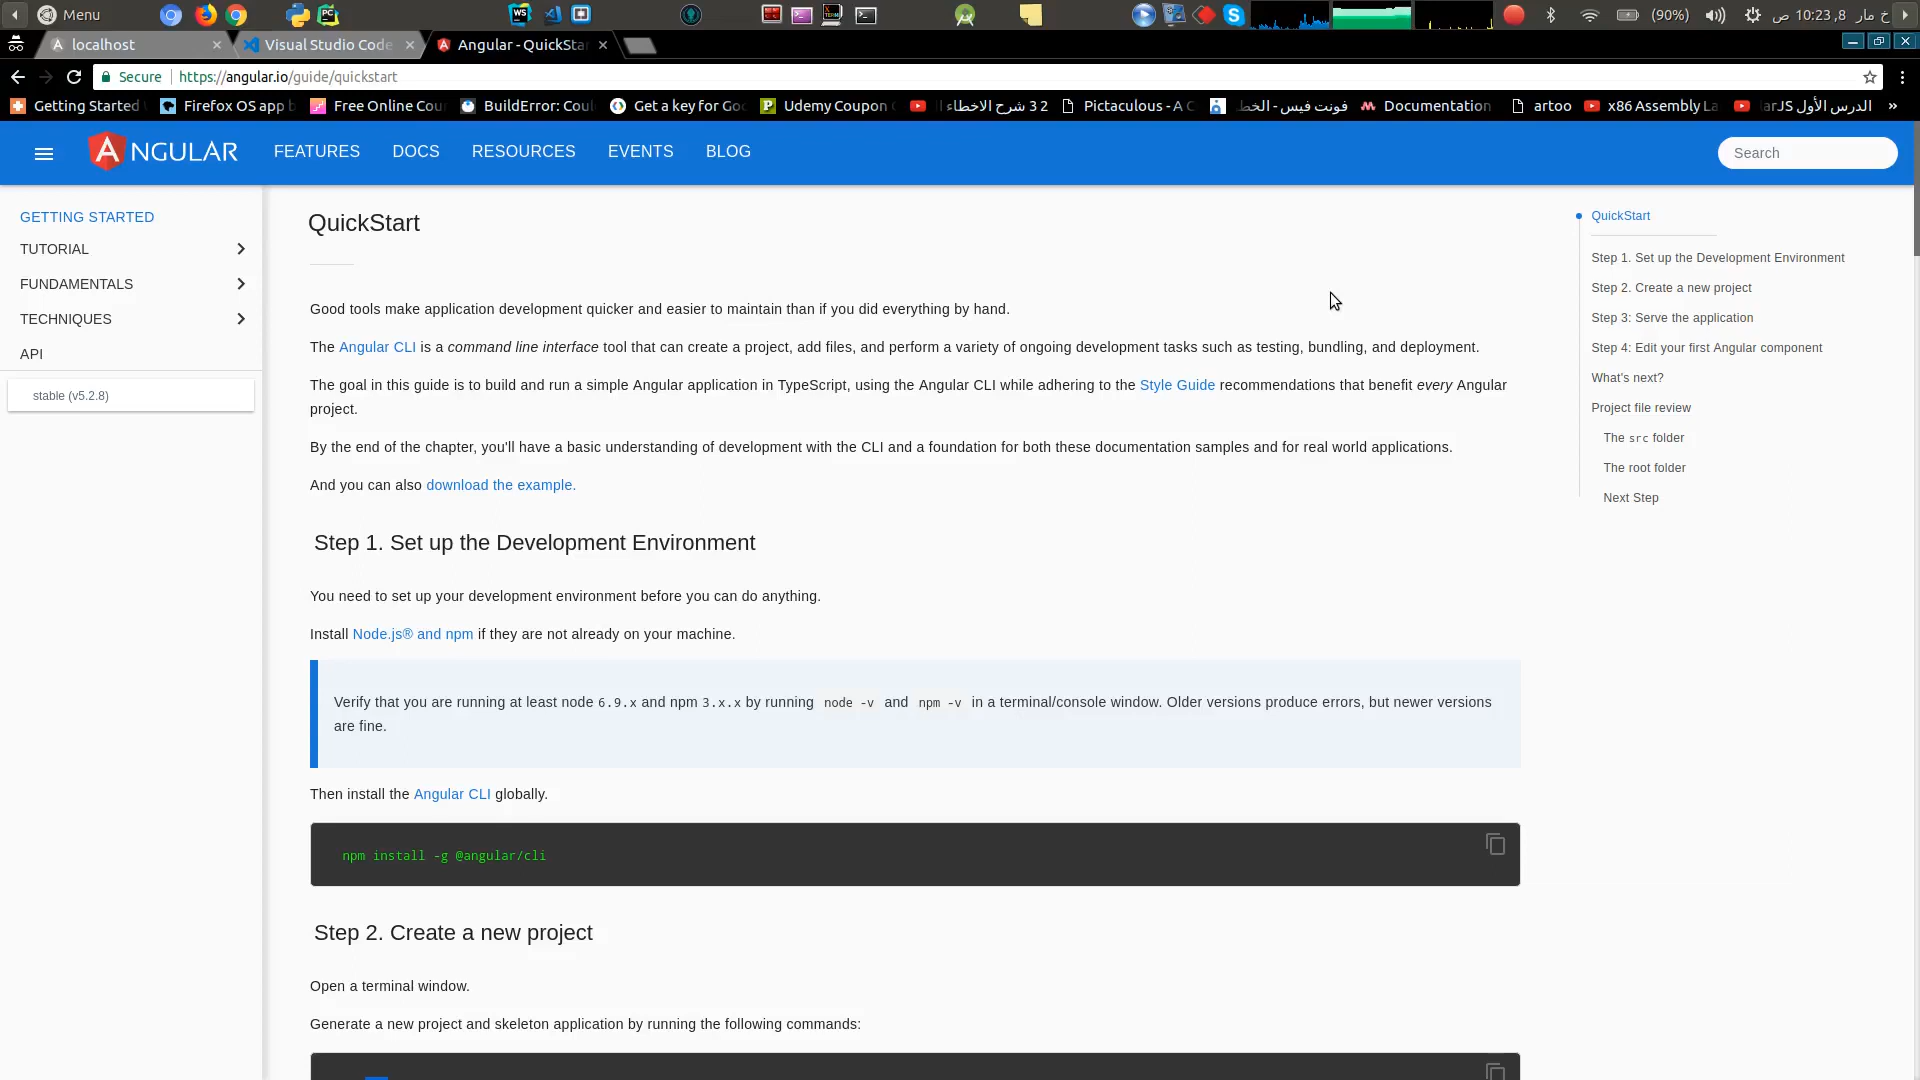 Menu
(90%)
خ مار 8, 10:23 ص
localhost
Visual Studio Code
Angular - QuickSta
Secure
https://angular.io/guide/quickstart
Getting Started
Firefox OS app b
Free Online Cou
BuildError: Coul
Get a key for Go
Udemy Coupon
2 3 شرح الاخطاء ا
Pictaculous - A C
فونت فيس - الخط
Documentation
artoo
x86 Assembly La
الدرس الأول arJS
»
ANGULAR
FEATURES
DOCS
RESOURCES
EVENTS
BLOG
Search
GETTING STARTED
TUTORIAL
FUNDAMENTALS
TECHNIQUES
API
stable (v5.2.8)
QuickStart
Good tools make application development quicker and easier to maintain than if you did everything by hand.
The Angular CLI is a command line interface tool that can create a project, add files, and perform a variety of ongoing development tasks such as testing, bundling, and deployment.
The goal in this guide is to build and run a simple Angular application in TypeScript, using the Angular CLI while adhering to the Style Guide recommendations that benefit every Angular
project.
By the end of the chapter, you'll have a basic understanding of development with the CLI and a foundation for both these documentation samples and for real world applications.
And you can also download the example.
Step 1. Set up the Development Environment
You need to set up your development environment before you can do anything.
Install Node.js® and npm if they are not already on your machine.
Verify that you are running at least node 6.9.x and npm 3.x.x by running node -v and npm -v in a terminal/console window. Older versions produce errors, but newer versions
are fine.
Then install the Angular CLI globally.
npm install -g @angular/cli
Step 2. Create a new project
Open a terminal window.
Generate a new project and skeleton application by running the following commands:
QuickStart
Step 1. Set up the Development Environment
Step 2. Create a new project
Step 3: Serve the application
Step 4: Edit your first Angular component
What's next?
Project file review
The src folder
The root folder
Next Step